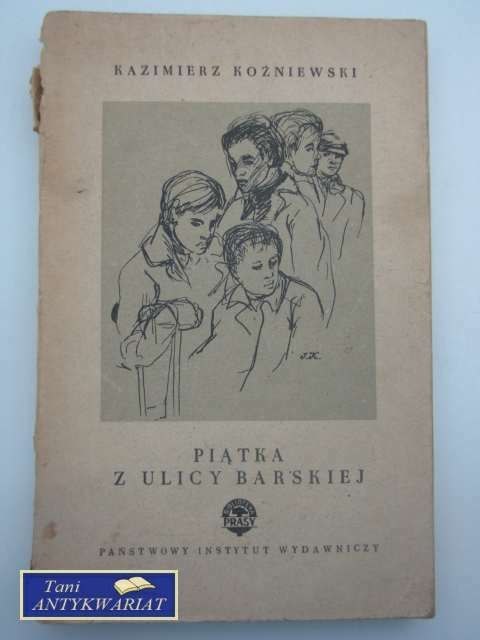 KAZIMIERZ KOŹNIEWSKI
J.K.
PIĄTKA
Z ULICY BARSKIEJ
BIBLIOTEKA
PRASY
PAŃSTWOWY INSTYTUT WYDAWNICZY
Tani
ANTYKWARIAT